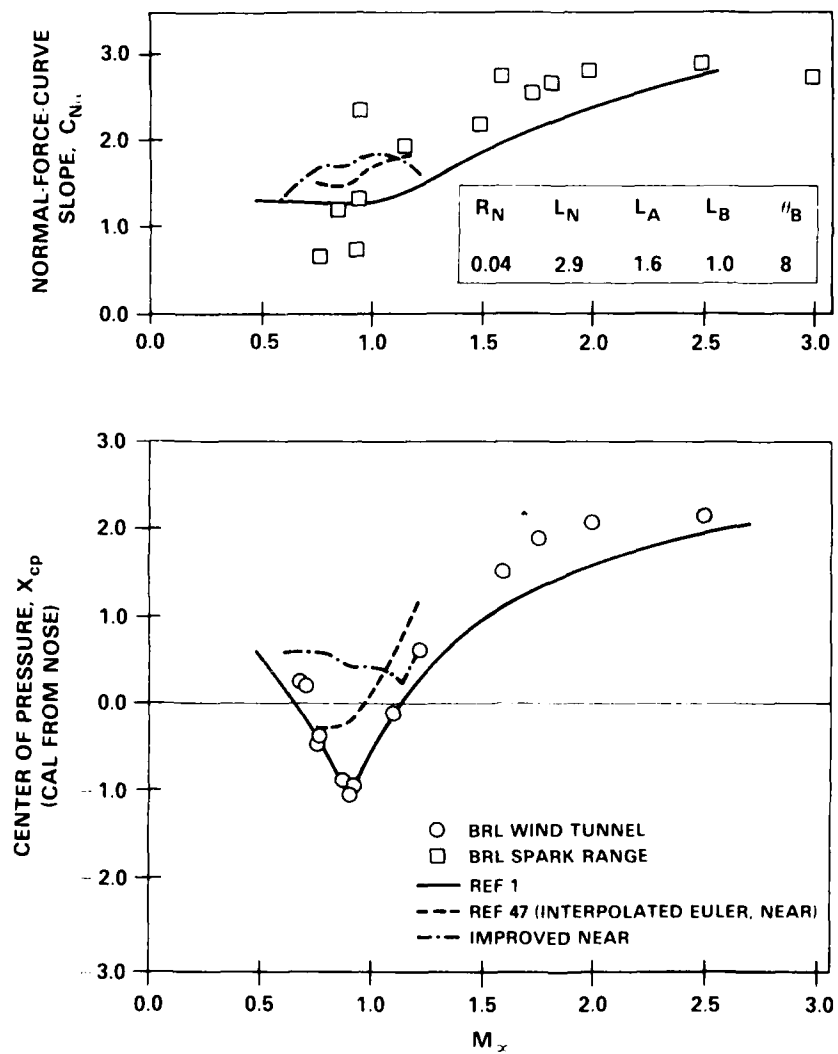 NORMAL-FORCE-CURVE
SLOPE, C_Nα
3.0
2.0
1.0
0.0
R_N L_N L_A L_B θ_B
0.04 2.9 1.6 1.0 8
0.0 0.5 1.0 1.5 2.0 2.5 3.0
CENTER OF PRESSURE, X_cp
(CAL FROM NOSE)
3.0
2.0
1.0
0.0
-1.0
-2.0
-3.0
BRL WIND TUNNEL
BRL SPARK RANGE
REF 1
REF 47 (INTERPOLATED EULER, NEAR)
IMPROVED NEAR
0.0 0.5 1.0 1.5 2.0 2.5 3.0
M_∞